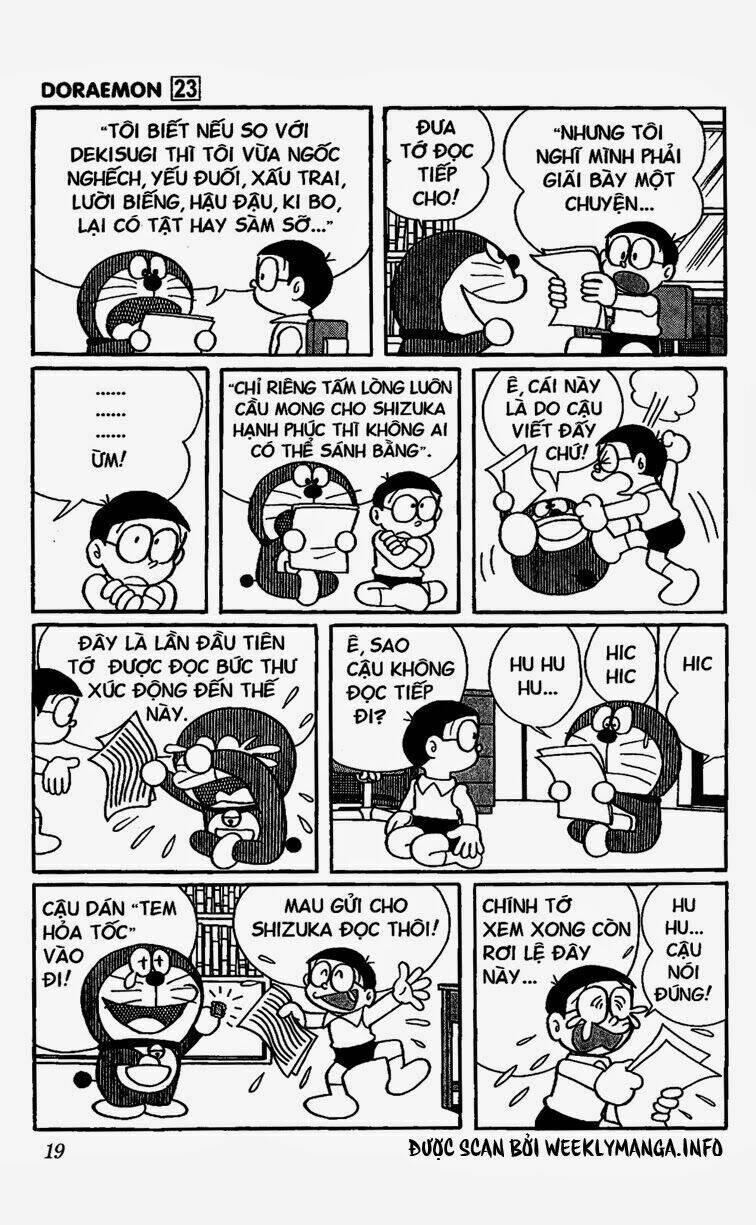 DORAEMON 23
"NHƯNG TÔI
NGHĨ MÌNH PHẢI
GIÃI BÀY MỘT
CHUYỆN...
ĐƯA
TỚ ĐỌC
TIẾP
CHO!
"TÔI BIẾT NẾU SO VỚI
DEKISUGI THÌ TÔI VỪA NGỐC
NGHẾCH, YẾU ĐUỐI, XẤU TRAI,
LƯỜI BIẾNG, HẬU ĐẬU, KI BO,
LẠI CÓ TẬT HAY SÀM SỠ..."
Ê, CÁI NÀY
LÀ DO CẬU
VIẾT ĐẤY
CHỨ!
"CHỈ RIÊNG TẤM LÒNG LUÔN
CẦU MONG CHO SHIZUKA
HẠNH PHÚC THÌ KHÔNG AI
CÓ THỂ SÁNH BẰNG".
......
......
......
ỪM!
HIC
HIC
HIC
HU HU
HU...
Ê, SAO
CẬU KHÔNG
ĐỌC TIẾP
ĐI?
ĐÂY LÀ LẦN ĐẦU TIÊN
TỚ ĐƯỢC ĐỌC BỨC THƯ
XÚC ĐỘNG ĐẾN THẾ
NÀY.
HU
HU...
CẬU
NÓI
ĐÚNG!
CHÍNH TỚ
XEM XONG CÒN
RƠI LỆ ĐÂY
NÀY...
MAU GỬI CHO
SHIZUKA ĐỌC THÔI!
CẬU DÁN "TEM
HỎA TỐC"
VÀO
ĐI!
19
ĐƯỢC SCAN BỞI WEEKLYMANGA.INFO